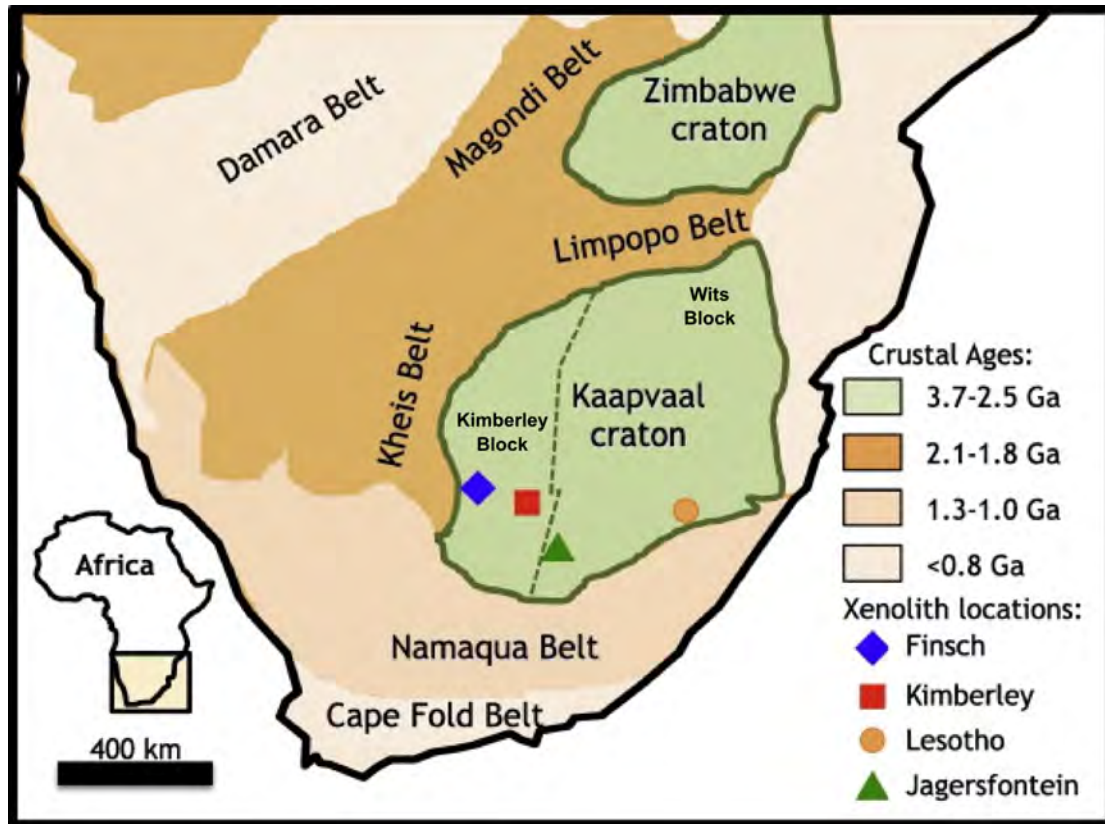 Damara Belt
Magondi Belt
Zimbabwe
craton
Limpopo Belt
Wits
Block
Kheis Belt
Kimberley
Block
Kaapvaal
craton
Namaqua Belt
Cape Fold Belt
Africa
400 km
Crustal Ages:
3.7-2.5 Ga
2.1-1.8 Ga
1.3-1.0 Ga
<0.8 Ga
Xenolith locations:
Finsch
Kimberley
Lesotho
Jagersfontein